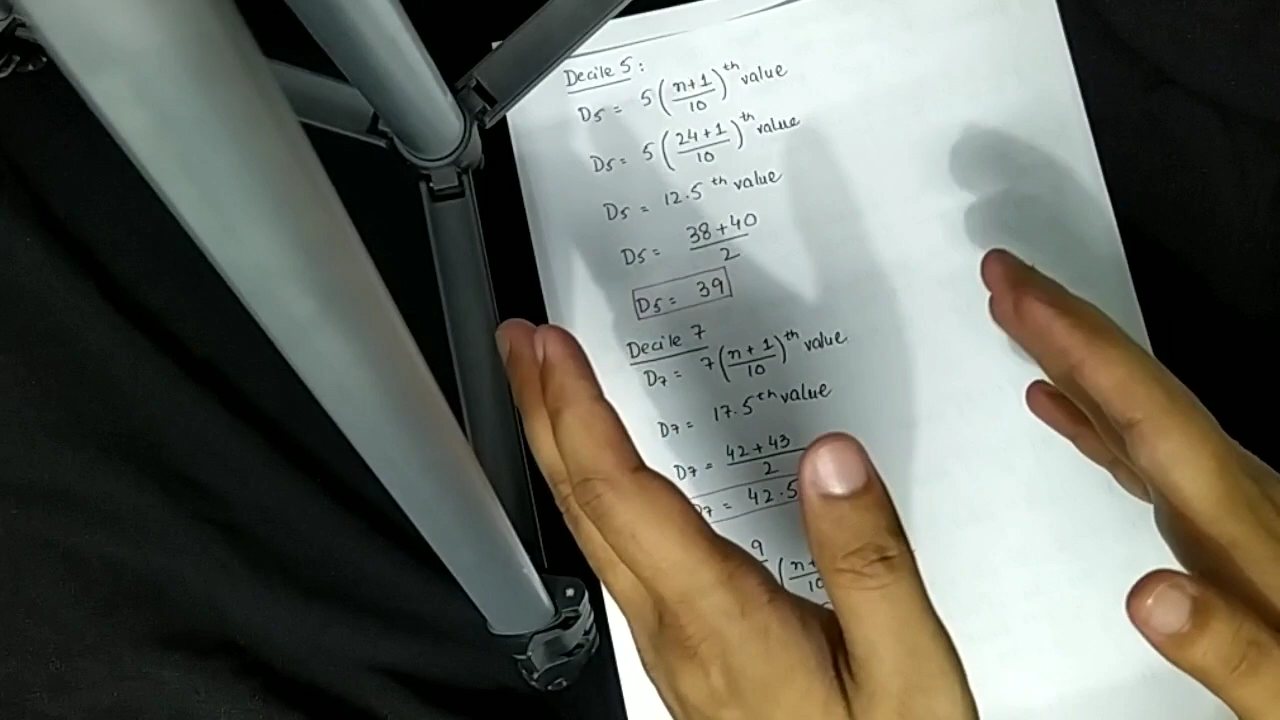 Decile 5:
D5 = 5(n+1/10)th value
D5 = 5(24+1/10)th value
D5 = 12.5th value
D5 = 38+40/2
D5 = 39
Decile 7
D7 = 7(n+1/10)th value
D7 = 17.5th value
D7 = 42+43/2
D7 = 42.5
9
(n+
10